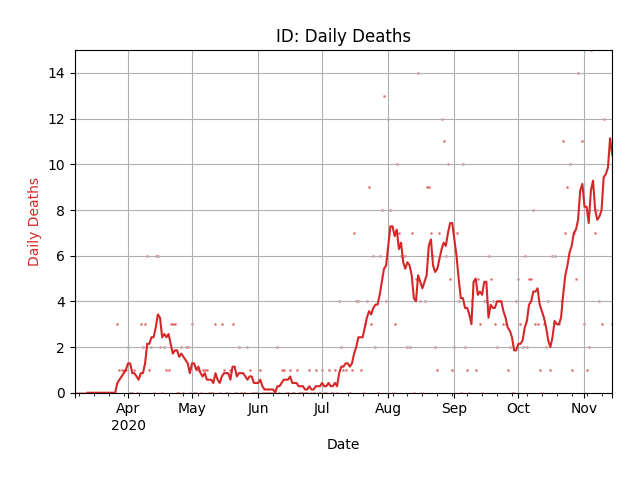 ID: Daily Deaths
Daily Deaths
14
12
10
8
6
4
2
0
Apr
2020
May
Jun
Jul
Aug
Sep
Oct
Nov
Date